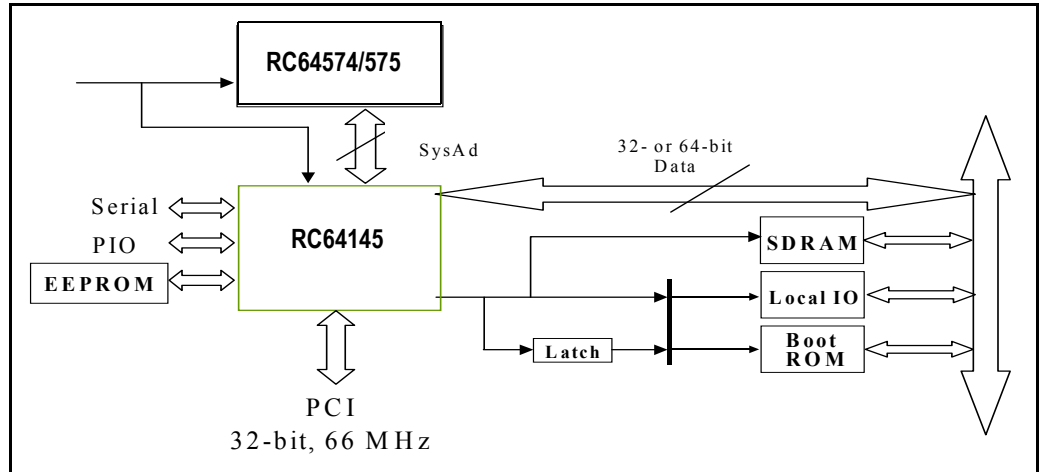 RC64574/575
SysAd
32- or 64-bit
Data
Serial
PIO
EEPROM
RC64145
SDRAM
Local IO
Latch
Boot
ROM
PCI
32-bit, 66 MHz